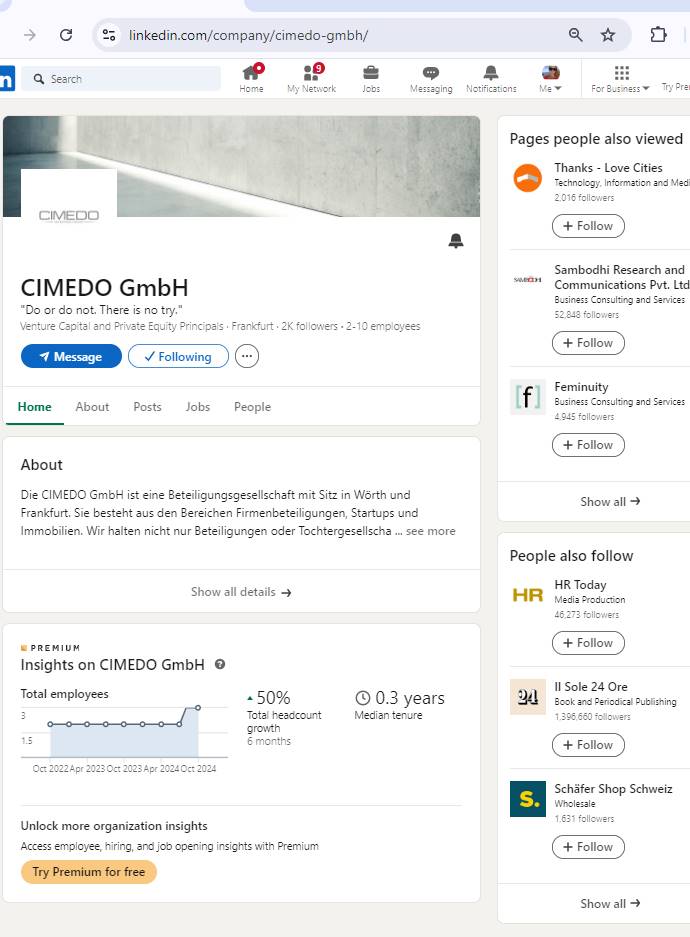 linkedin.com/company/cimedo-gmbh/
in
Search
Home
9
My Network
Jobs
Messaging
Notifications
Me
For Business
Try Pre
CIMEDO
CIMEDO GmbH
"Do or do not. There is no try."
Venture Capital and Private Equity Principals · Frankfurt · 2K followers · 2-10 employees
Message
Following
Home
About
Posts
Jobs
People
About
Die CIMEDO GmbH ist eine Beteiligungsgesellschaft mit Sitz in Wörth und
Frankfurt. Sie besteht aus den Bereichen Firmenbeteiligungen, Startups und
Immobilien. Wir halten nicht nur Beteiligungen oder Tochtergesellscha ... see more
Show all details →
PREMIUM
Insights on CIMEDO GmbH
Total employees
3
1.5
Oct 2022 Apr 2023 Oct 2023 Apr 2024 Oct 2024
50%
Total headcount
growth
6 months
0.3 years
Median tenure
Unlock more organization insights
Access employee, hiring, and job opening insights with Premium
Try Premium for free
Pages people also viewed
Thanks - Love Cities
Technology, Information and Medi
2,016 followers
+ Follow
SAMBODHI
Sambodhi Research and
Communications Pvt. Ltd
Business Consulting and Services
52,848 followers
+ Follow
[f]
Feminuity
Business Consulting and Services
4,945 followers
+ Follow
Show all →
People also follow
HR
HR Today
Media Production
46,273 followers
+ Follow
24
Il Sole 24 Ore
Book and Periodical Publishing
1,396,660 followers
+ Follow
S.
Schäfer Shop Schweiz
Wholesale
1,631 followers
+ Follow
Show all →